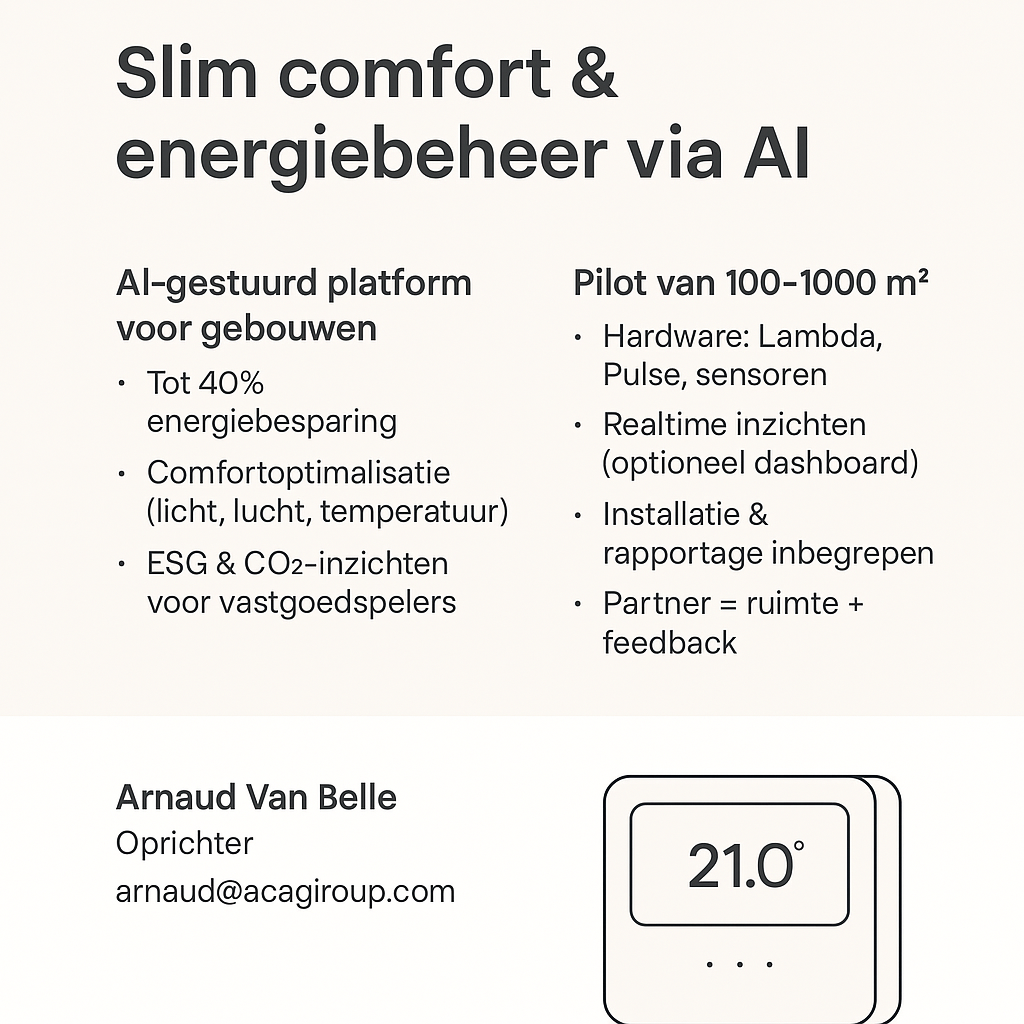 Slim comfort &
energiebeheer via AI
AI-gestuurd platform
voor gebouwen
• Tot 40%
energiebesparing
• Comfortoptimalisatie
(licht, lucht, temperatuur)
• ESG & CO₂-inzichten
voor vastgoedspelers
Pilot van 100-1000 m²
• Hardware: Lambda,
Pulse, sensoren
• Realtime inzichten
(optioneel dashboard)
• Installatie &
rapportage inbegrepen
• Partner = ruimte +
feedback
Arnaud Van Belle
Oprichter
arnaud@acagiroup.com
21.0°